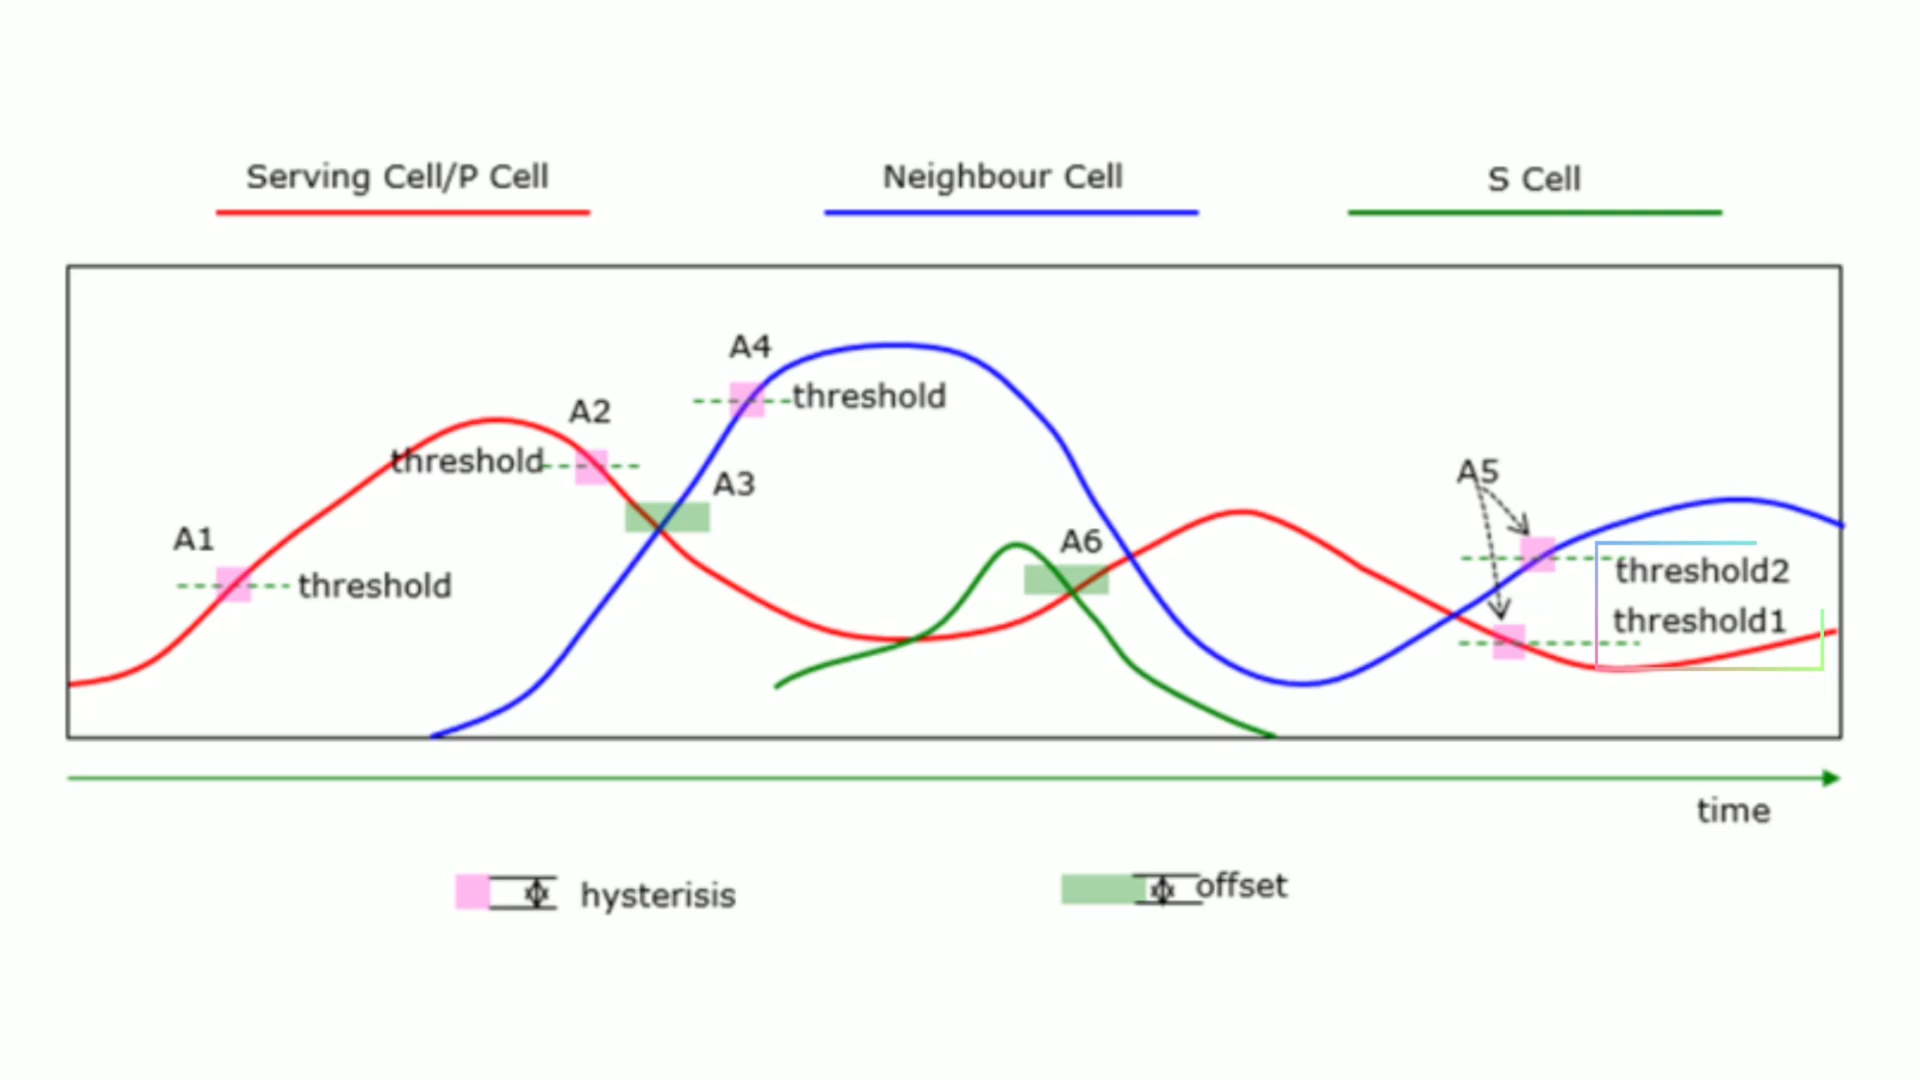 Serving Cell/P Cell
Neighbour Cell
S Cell
A4
threshold
A2
threshold
A3
A5
A1
threshold
A6
threshold2
threshold1
time
hysterisis
offset